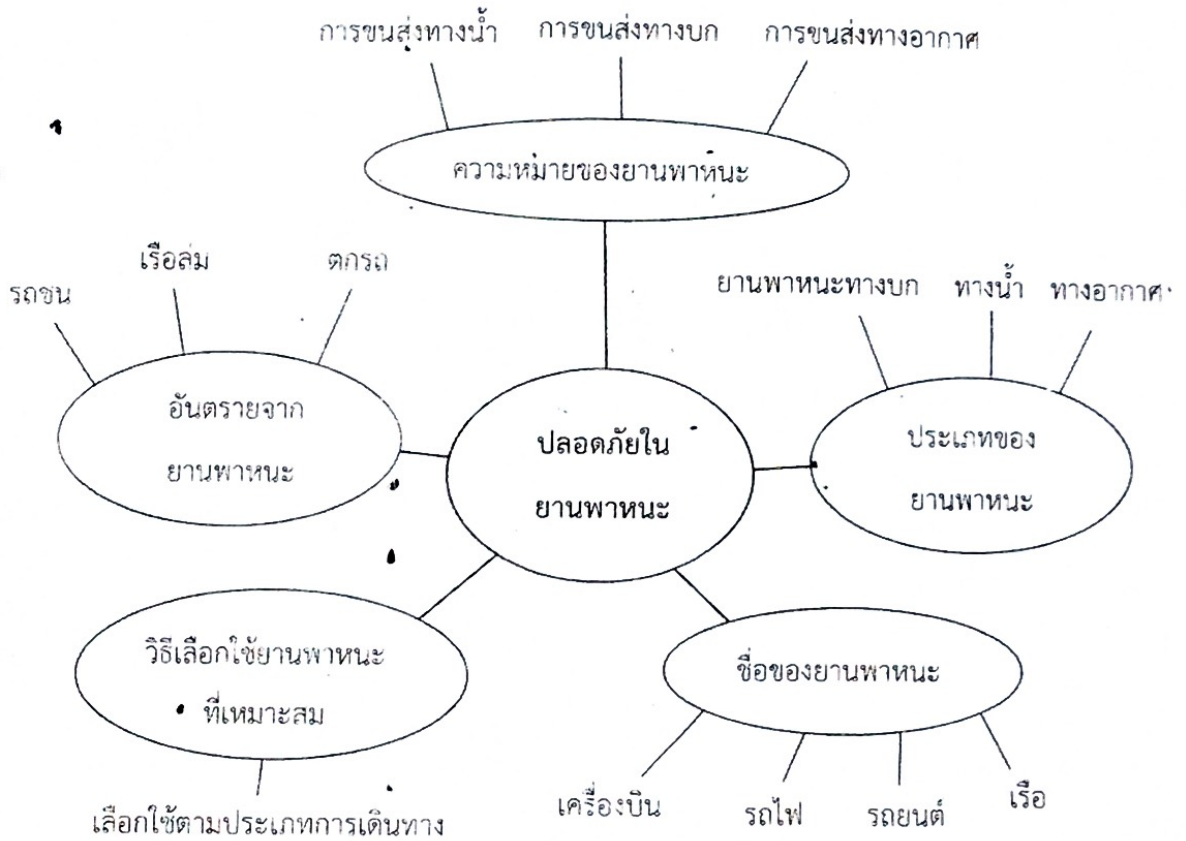 การขนส่งทางน้ำ การขนส่งทางบก การขนส่งทางอากาศ
ความหมายของยานพาหนะ
รถชน เรือล่ม ตกรถ
อันตรายจาก
ยานพาหนะ
ยานพาหนะทางบก ทางน้ำ ทางอากาศ
ประเภทของ
ยานพาหนะ
ปลอดภัยใน
ยานพาหนะ
วิธีเลือกใช้ยานพาหนะ
ที่เหมาะสม
เลือกใช้ตามประเภทการเดินทาง
ชื่อของยานพาหนะ
เครื่องบิน รถไฟ รถยนต์ เรือ